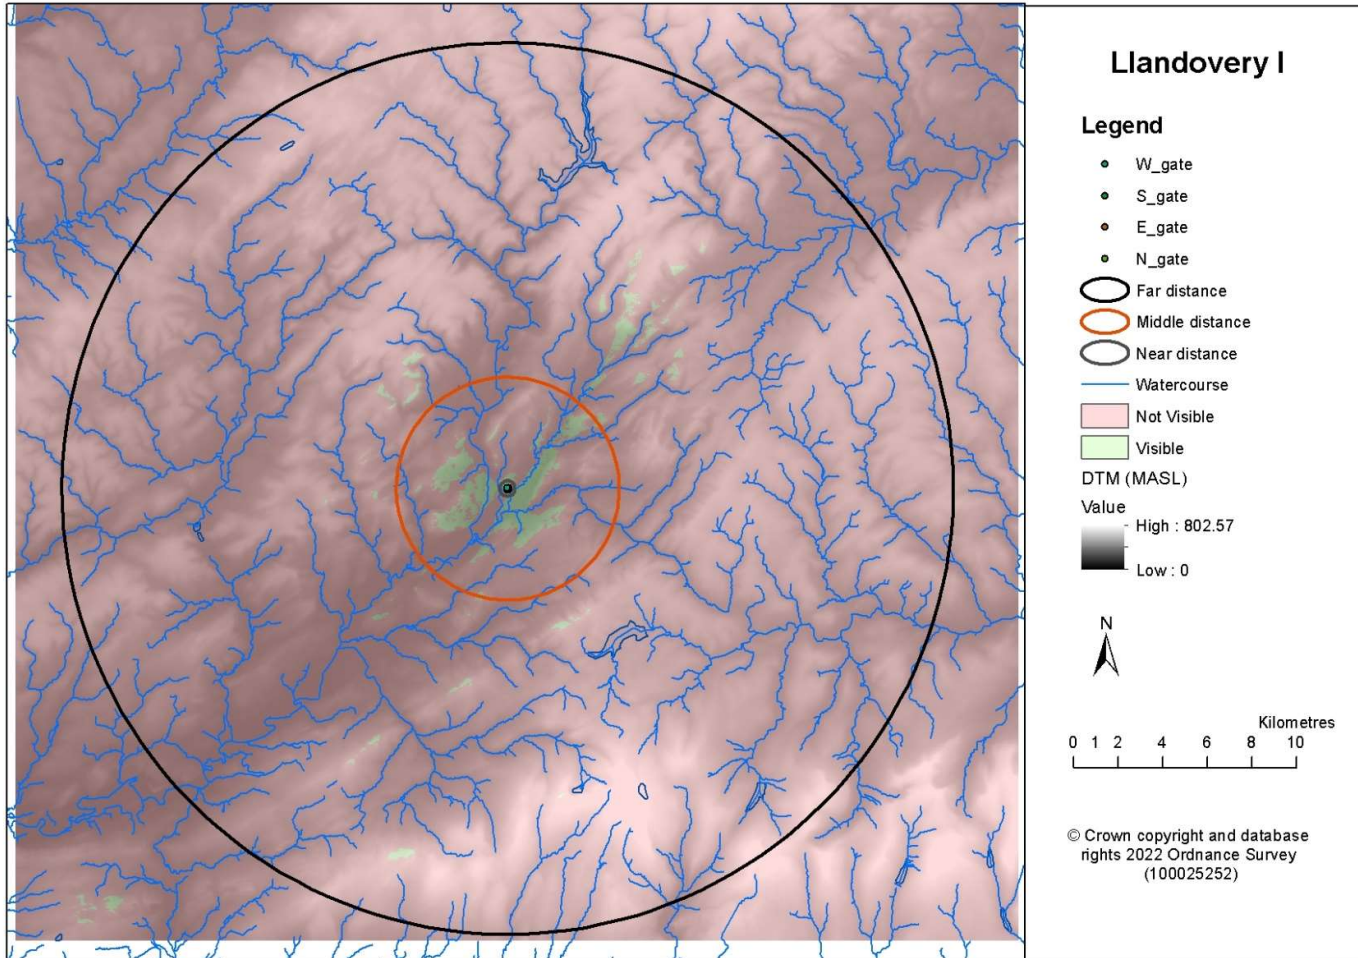 Llandovery I
Legend
W_gate
S_gate
E_gate
N_gate
Far distance
Middle distance
Near distance
Watercourse
Not Visible
Visible
DTM (MASL)
Value
High : 802.57
Low : 0
N
Kilometres
0 1 2 4 6 8 10
© Crown copyright and database
rights 2022 Ordnance Survey
(100025252)